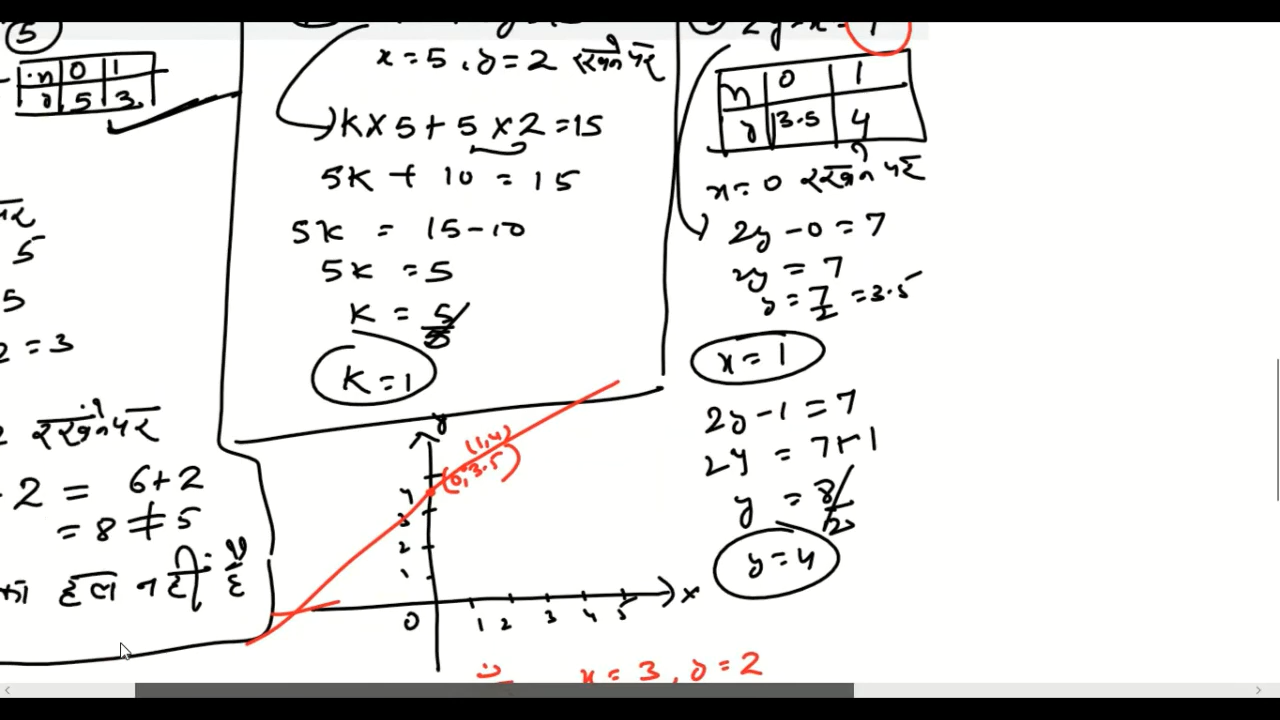 5
x 0 1
y 5 3
5
5
2 = 3
रखने पर
2 = 6+2
= 8 ≠ 5
हल नहीं है
x = 5, y = 2 रखने पर
K×5 + 5×2 = 15
5K + 10 = 15
5K = 15-10
5K = 5
K = 5/5
K = 1
y
(1,4)
(0,3.5)
4
3
2
1
0 1 2 3 4 5 x
x = 3, y = 2
2y-x = 7
x 0 1
y 3.5 4
x = 0 रखने पर
2y - 0 = 7
2y = 7
y = 7/2 = 3.5
x = 1
2y - 1 = 7
2y = 7+1
y = 8/2
y = 4